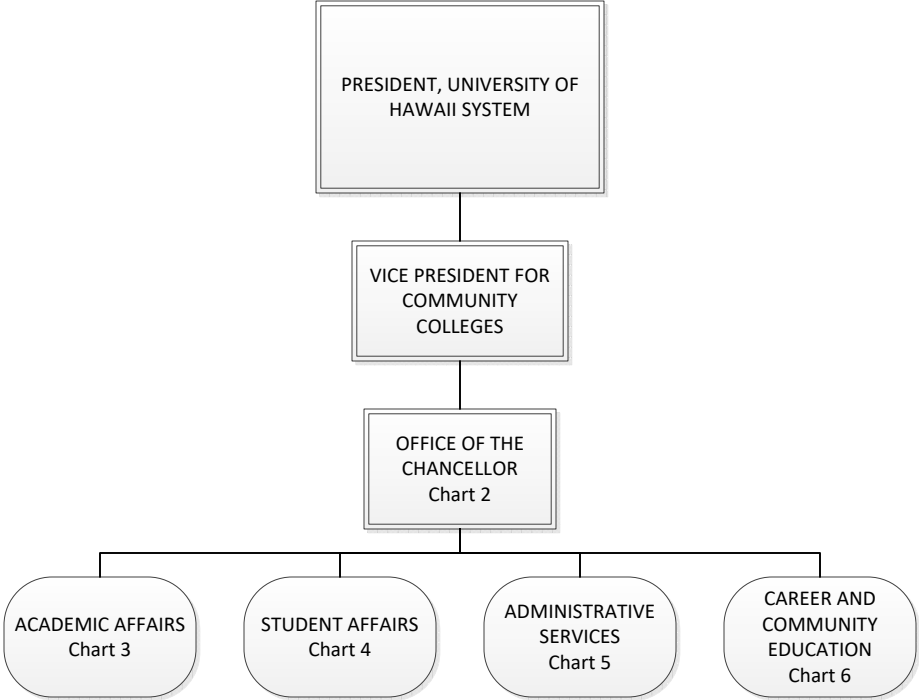 PRESIDENT, UNIVERSITY OF
HAWAII SYSTEM
VICE PRESIDENT FOR
COMMUNITY
COLLEGES
OFFICE OF THE
CHANCELLOR
Chart 2
ACADEMIC AFFAIRS
Chart 3
STUDENT AFFAIRS
Chart 4
ADMINISTRATIVE
SERVICES
Chart 5
CAREER AND
COMMUNITY
EDUCATION
Chart 6